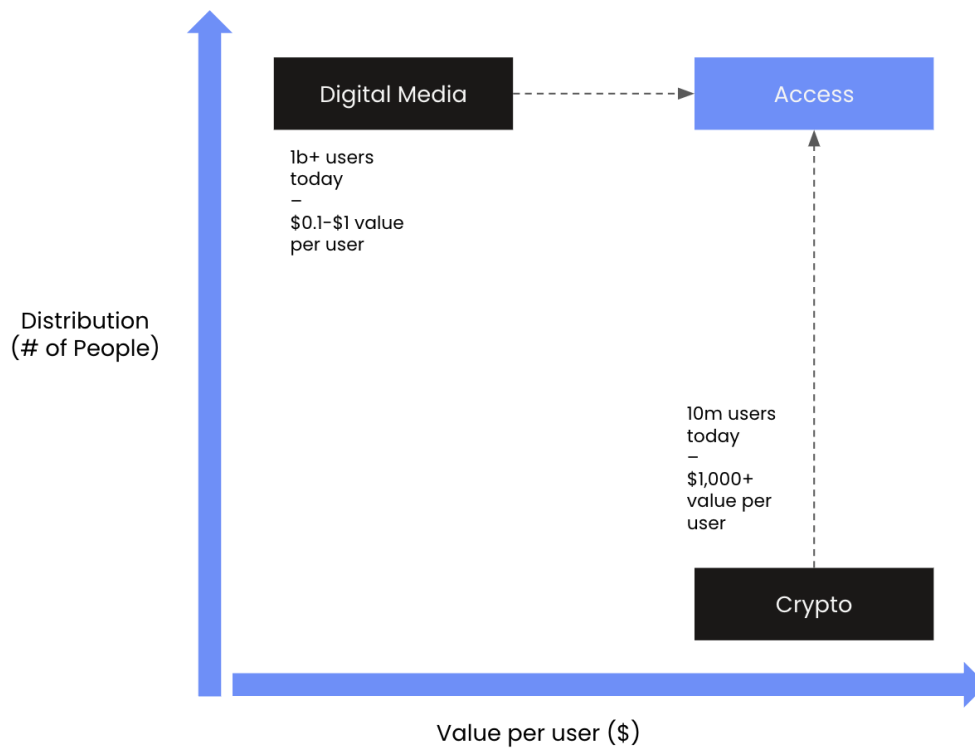 Digital Media
Access
1b+ users
today
–
$0.1-$1 value
per user
Distribution
(# of People)
10m users
today
–
$1,000+
value per
user
Crypto
Value per user ($)